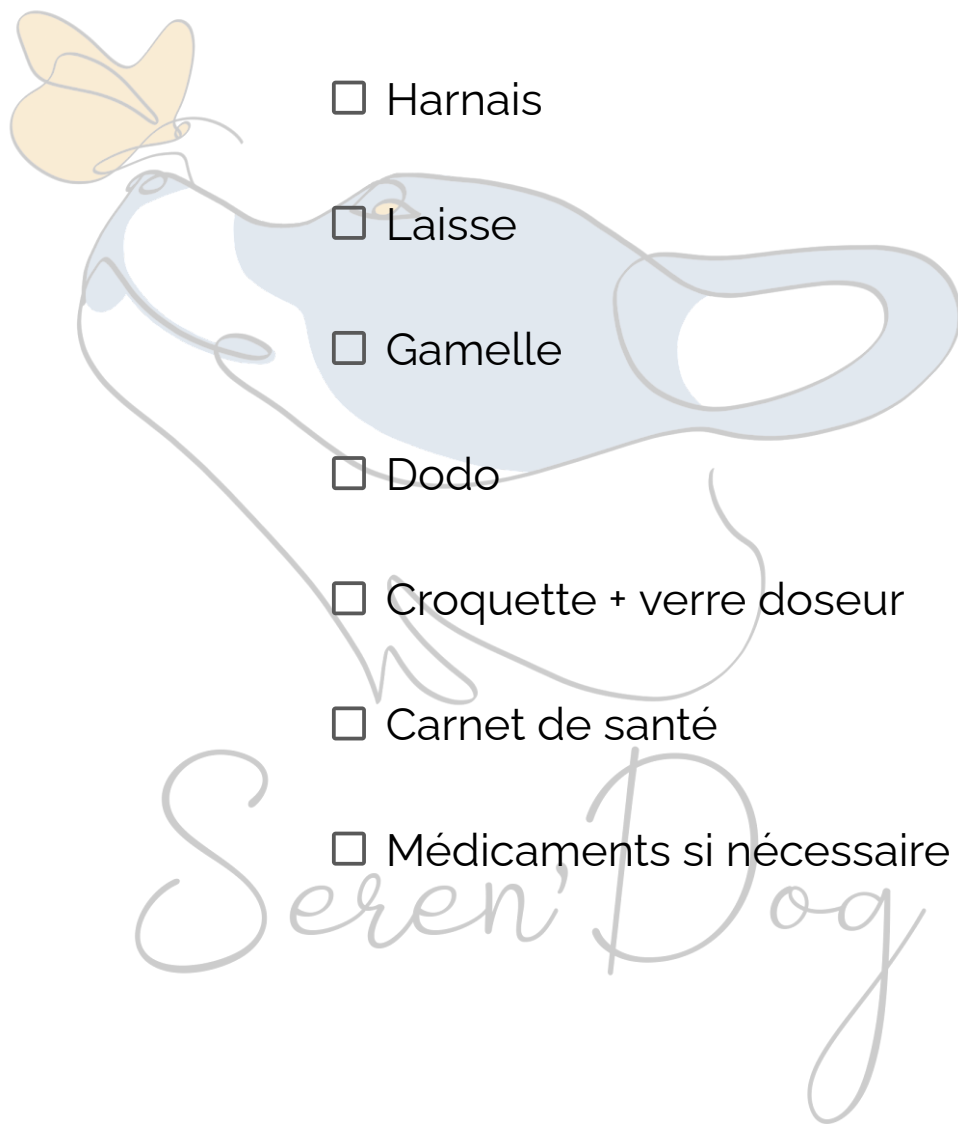 Harnais
Laisse
Gamelle
Dodo
Croquette + verre doseur
Carnet de santé
Médicaments si nécessaire
Seren'Dog